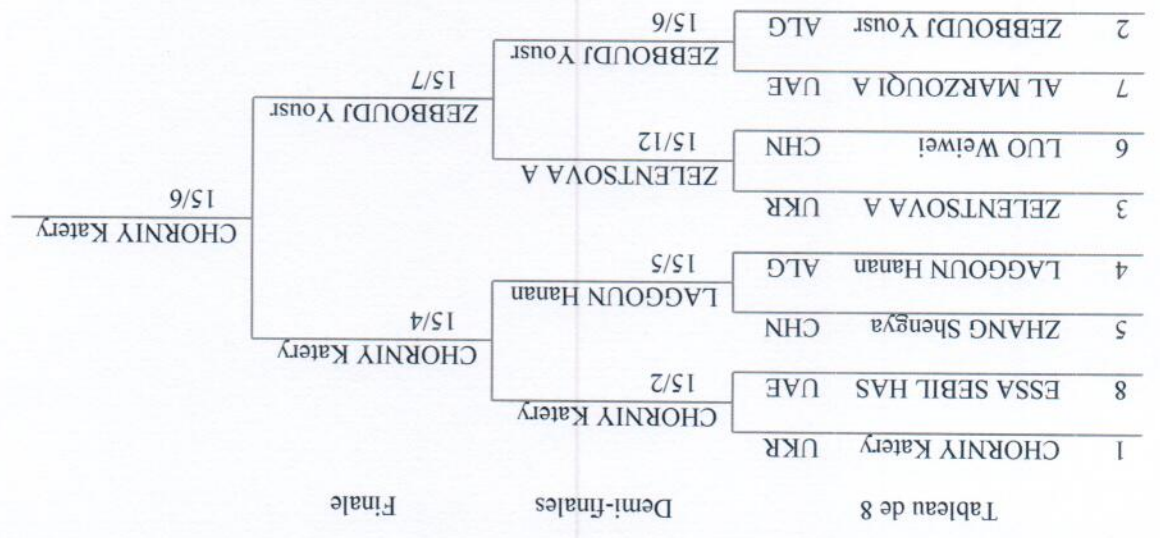 Tableau de 8 Demi-finales Finale
1 CHORNIY Katery UKR
CHORNIY Katery
8 ESSA SEBIL HAS UAE
15/2
CHORNIY Katery
5 ZHANG Shengya CHN
15/4
LAGGOUN Hanan
4 LAGGOUN Hanan ALG
15/5
CHORNIY Katery
3 ZELENTSOVA A UKR
15/6
ZELENTSOVA A
6 LUO Weiwei CHN
15/12
ZEBBOUDJ Yousr
7 AL MARZOUQI A UAE
15/7
ZEBBOUDJ Yousr
2 ZEBBOUDJ Yousr ALG
15/6